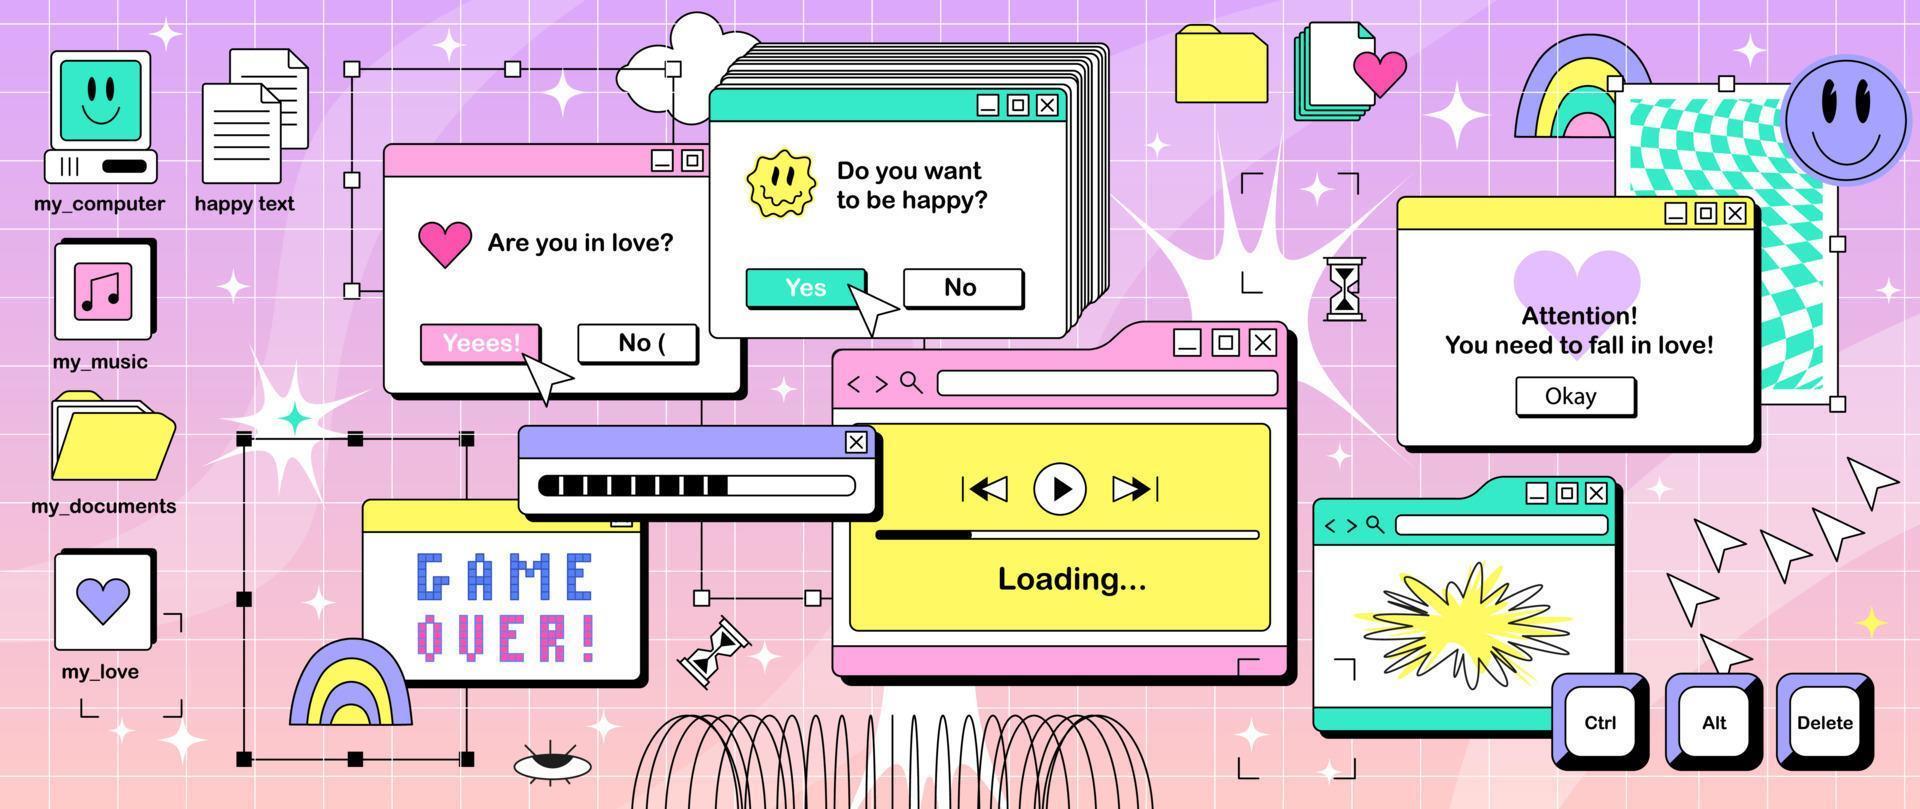 my_computer
happy text
my_music
my_documents
my_love
Are you in love?
Yeees!
No (
Do you want
to be happy?
Yes
No
GAME
OVER!
Loading...
Attention!
You need to fall in love!
Okay
Ctrl
Alt
Delete